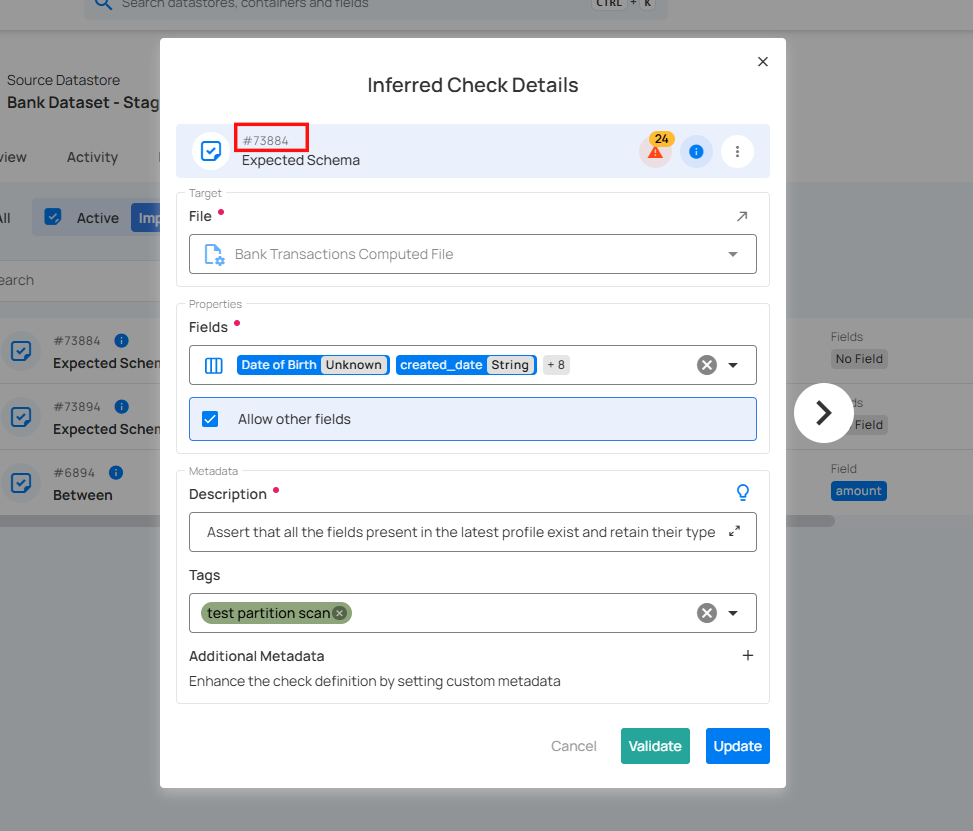 Search datastores, containers and fields CTRL + K
Source Datastore
Bank Dataset - Stag
view Activity
All Active Imp
earch
#73884
Expected Schem
#73894
Expected Schem
#6894
Between
Inferred Check Details
#73884
24
Expected Schema
Target
File
Bank Transactions Computed File
Properties
Fields
Date of Birth Unknown created_date String + 8
Allow other fields
Metadata
Description
Assert that all the fields present in the latest profile exist and retain their type
Tags
test partition scan
Additional Metadata
Enhance the check definition by setting custom metadata
Cancel Validate Update
Fields
No Field
ds
Field
Field
amount